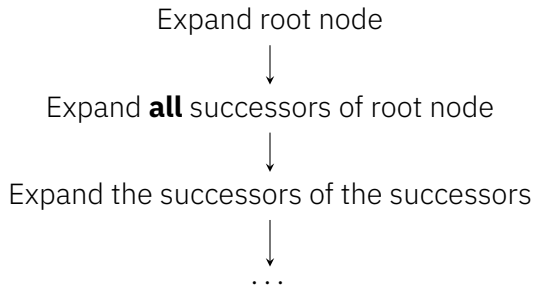 Expand root node
Expand all successors of root node
Expand the successors of the successors
...